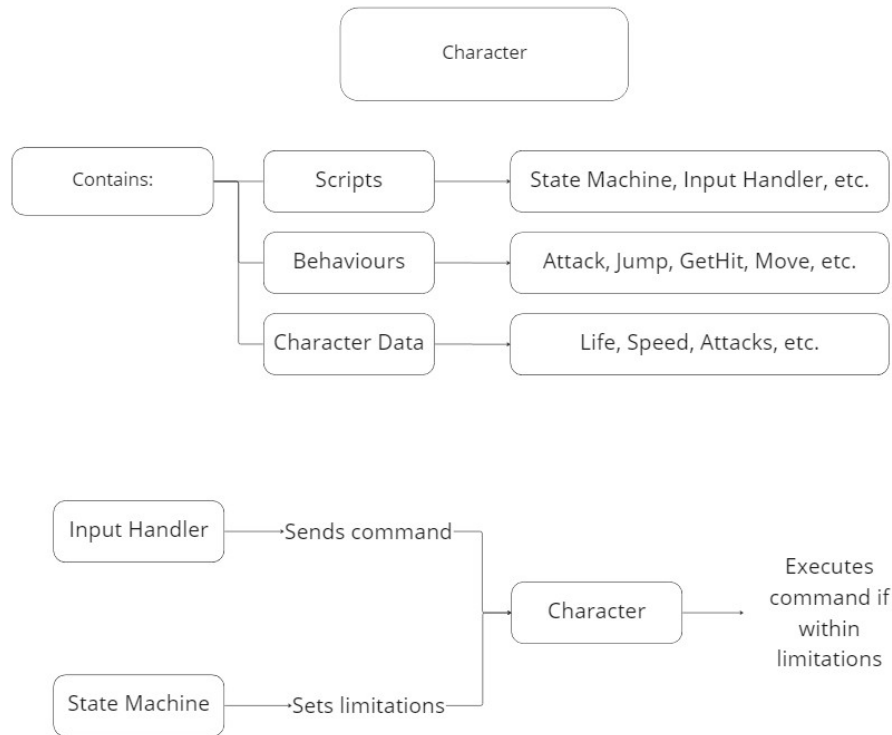 Character
Contains:
Scripts
State Machine, Input Handler, etc.
Behaviours
Attack, Jump, GetHit, Move, etc.
Character Data
Life, Speed, Attacks, etc.
Input Handler
Sends command
Character
Executes
command if
within
limitations
State Machine
Sets limitations